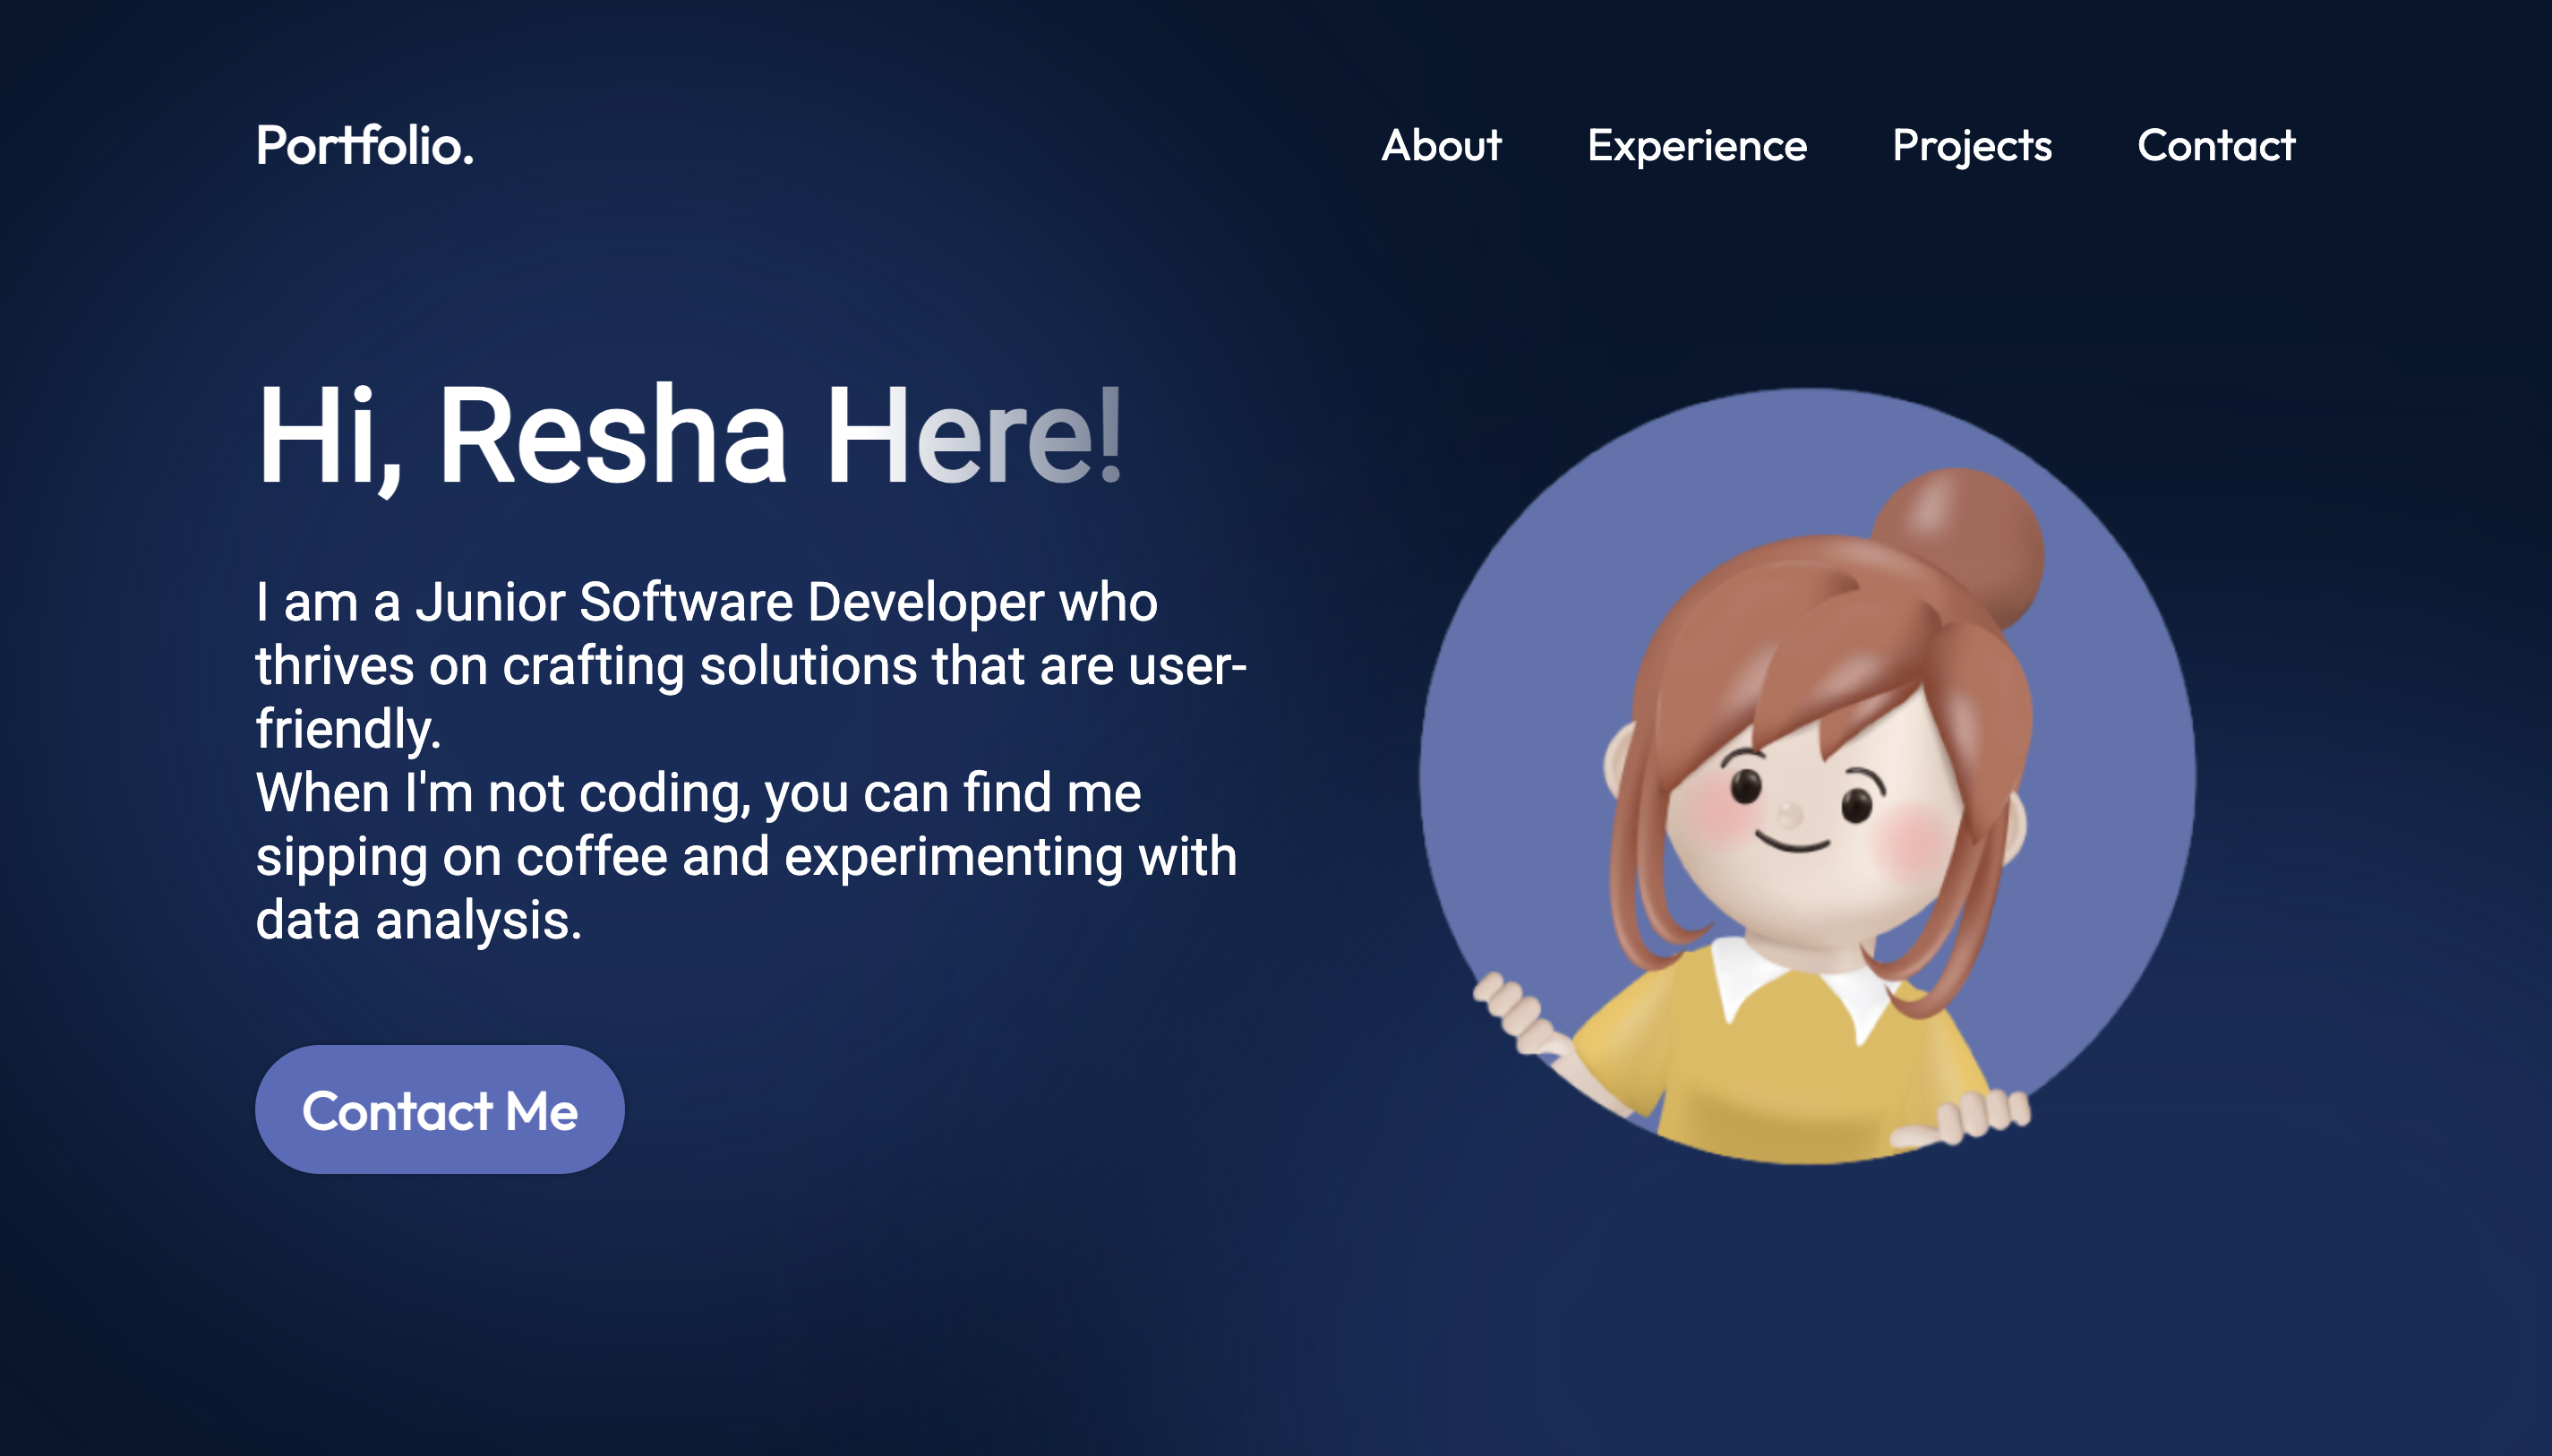 Portfolio.
About Experience Projects Contact
Hi, Resha Here!
I am a Junior Software Developer who
thrives on crafting solutions that are user-
friendly.
When I'm not coding, you can find me
sipping on coffee and experimenting with
data analysis.
Contact Me